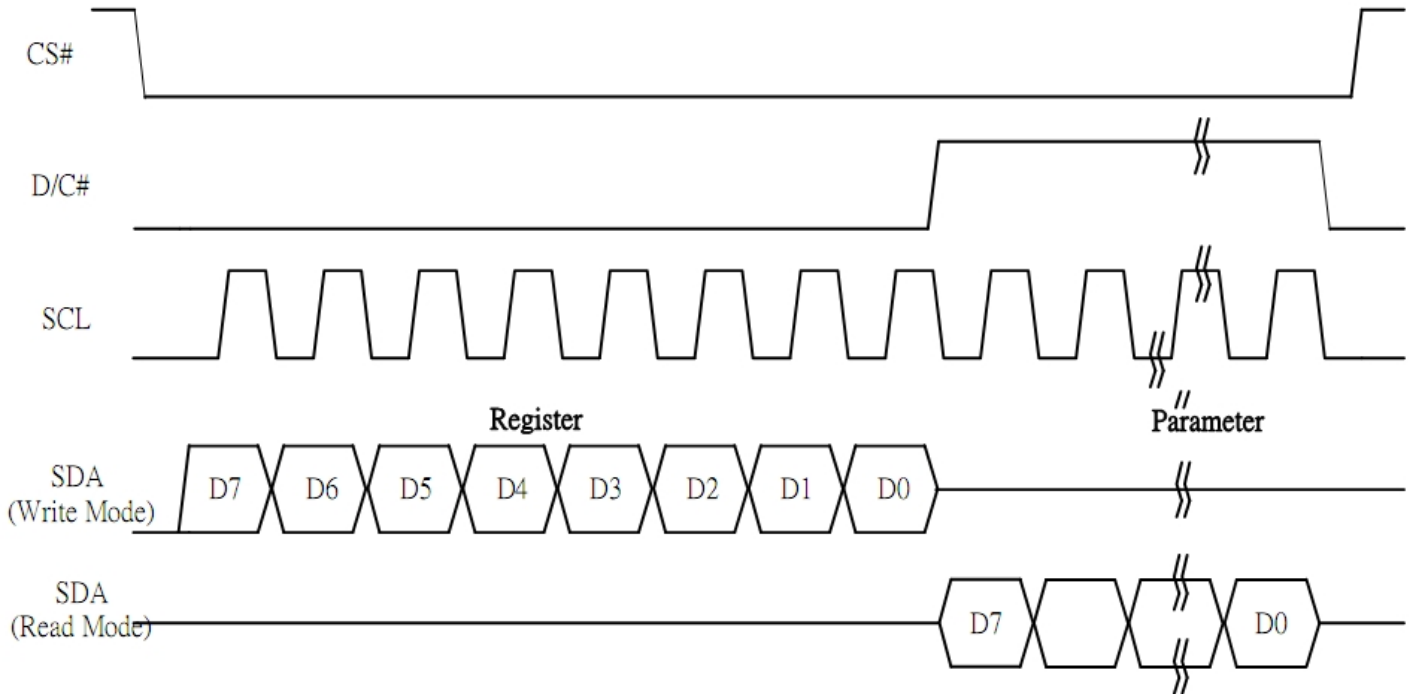 CS#
D/C#
SCL
Register
Parameter
SDA
(Write Mode)
D7 D6 D5 D4 D3 D2 D1 D0
SDA
(Read Mode)
D7 D0